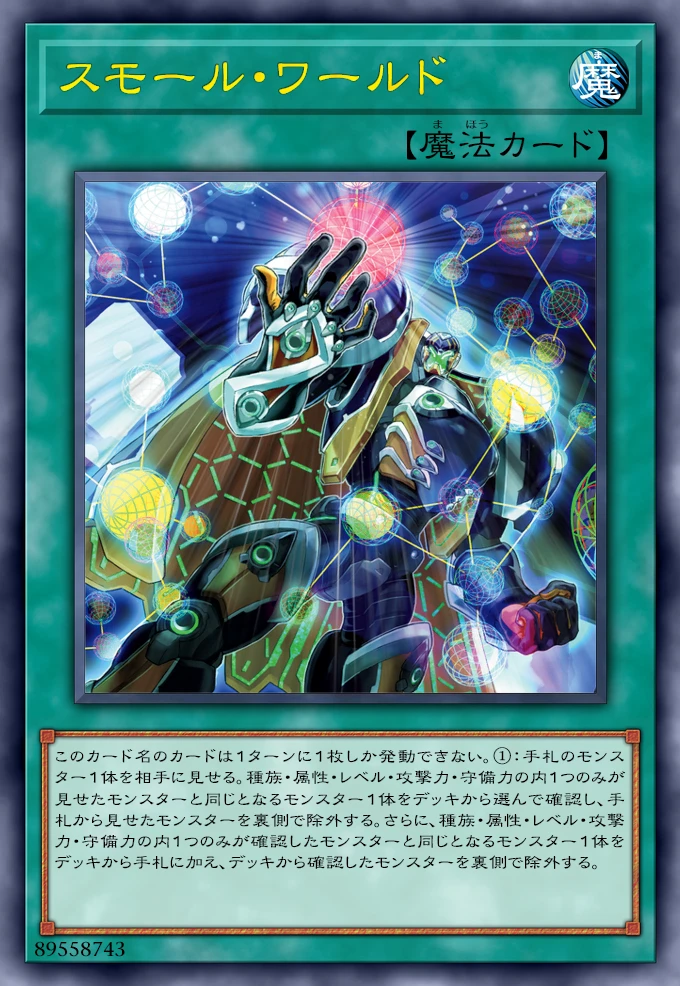 スモール・ワールド
魔
ま
まほう
【魔法カード】
このカード名のカードは1ターンに1枚しか発動できない。①：手札のモンス
ター1体を相手に見せる。種族・属性・レベル・攻撃力・守備力の内1つのみが
見せたモンスターと同じとなるモンスター1体をデッキから選んで確認し、手
札から見せたモンスターを裏側で除外する。さらに、種族・属性・レベル・攻撃
力・守備力の内1つのみが確認したモンスターと同じとなるモンスター1体を
デッキから手札に加え、デッキから確認したモンスターを裏側で除外する。
89558743